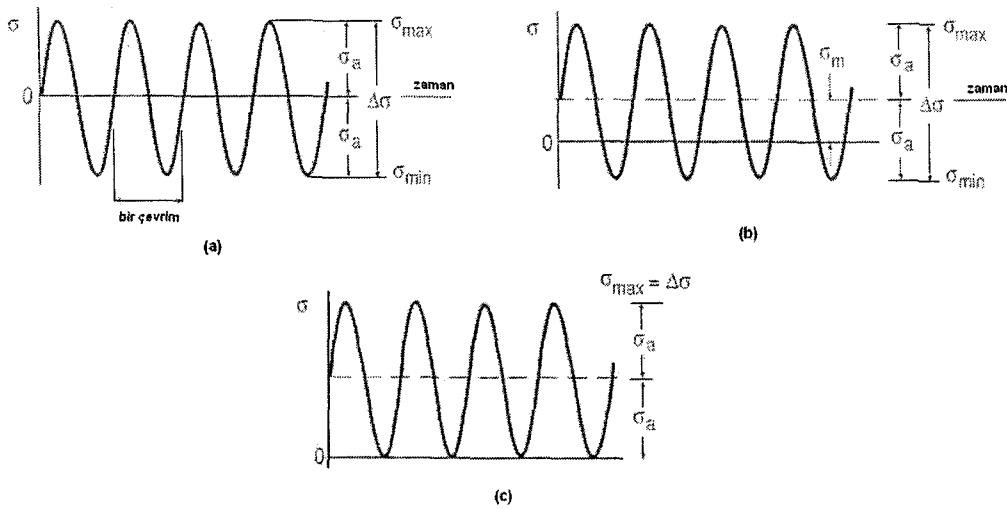 σ
0
σmax
σa
Δσ
σa
σmin
zaman
bir çevrim
(a)
σ
0
σm
σmax
σa
Δσ
σa
σmin
zaman
(b)
σmax = Δσ
σ
σa
σa
0
(c)